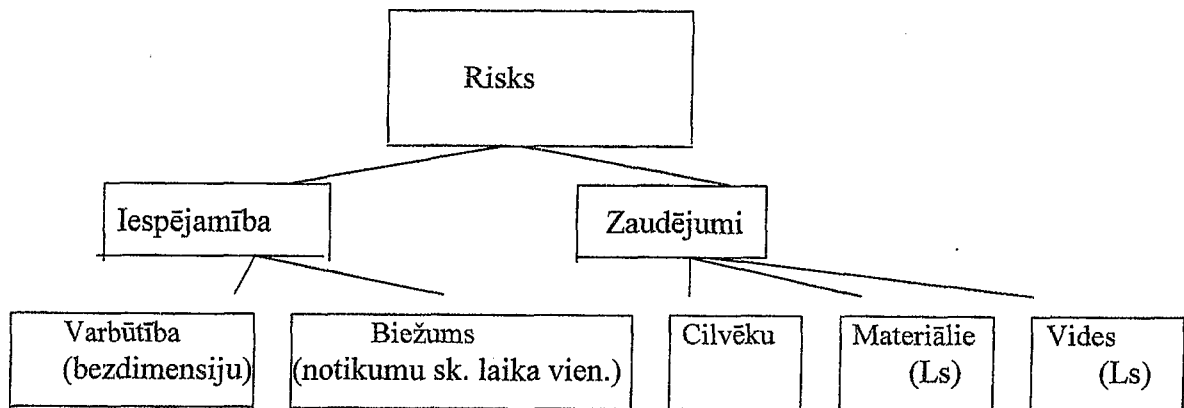 Risks
Iespējamība
Zaudējumi
Varbūtība
(bezdimensiju)
Biežums
(notikumu sk. laika vien.)
Cilvēku
Materiālie
(Ls)
Vides
(Ls)